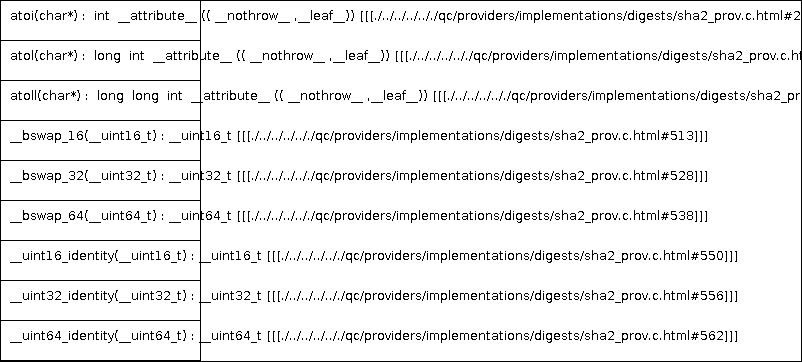 atoi(char*) : int __attribute__ (( __nothrow__ ,__leaf__)) [[[./../../../../../qc/providers/implementations/digests/sha2_prov.c.html#2
atol(char*) : long int __attribute__ (( __nothrow__ ,__leaf__)) [[[./../../../../../qc/providers/implementations/digests/sha2_prov.c.htm
atoll(char*) : long long int __attribute__ (( __nothrow__ ,__leaf__)) [[[./../../../../../qc/providers/implementations/digests/sha2_pr
__bswap_16(__uint16_t) : __uint16_t [[[./../../../../../qc/providers/implementations/digests/sha2_prov.c.html#513]]]
__bswap_32(__uint32_t) : __uint32_t [[[./../../../../../qc/providers/implementations/digests/sha2_prov.c.html#528]]]
__bswap_64(__uint64_t) : __uint64_t [[[./../../../../../qc/providers/implementations/digests/sha2_prov.c.html#538]]]
__uint16_identity(__uint16_t) : __uint16_t [[[./../../../../../qc/providers/implementations/digests/sha2_prov.c.html#550]]]
__uint32_identity(__uint32_t) : __uint32_t [[[./../../../../../qc/providers/implementations/digests/sha2_prov.c.html#556]]]
__uint64_identity(__uint64_t) : __uint64_t [[[./../../../../../qc/providers/implementations/digests/sha2_prov.c.html#562]]]